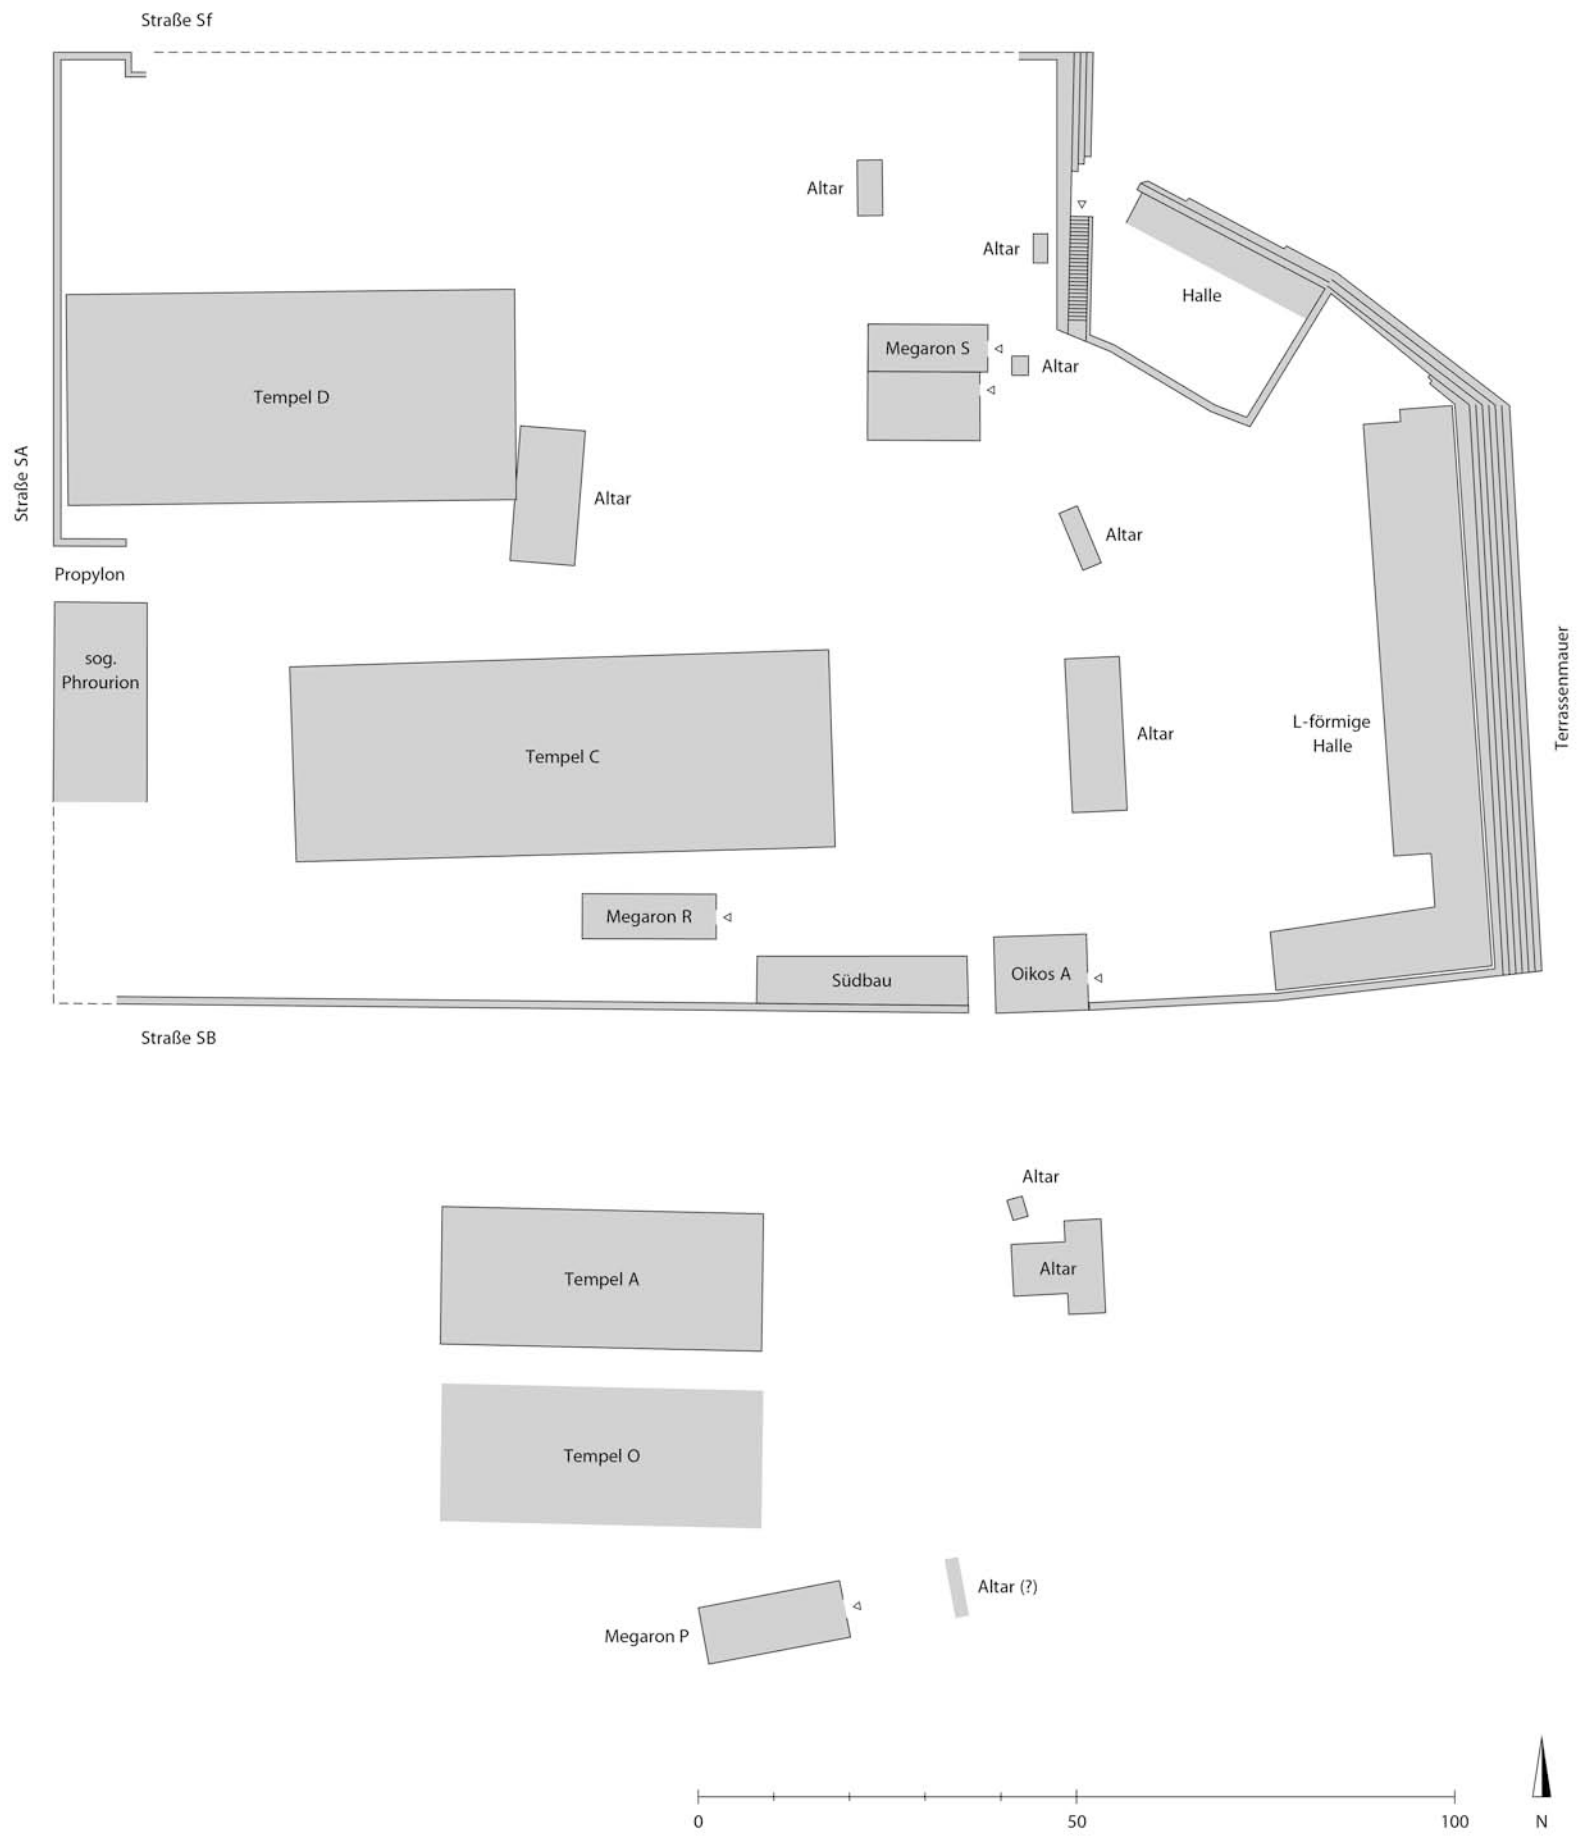 Straße Sf
Altar
Altar
Halle
Megaron S
Altar
Tempel D
Straße SA
Altar
Altar
Propylon
sog.
Phrourion
Tempel C
Altar
L-förmige
Halle
Terrassenmauer
Megaron R
Südbau
Oikos A
Straße SB
Altar
Altar
Tempel A
Tempel O
Altar (?)
Megaron P
0 50 100 N